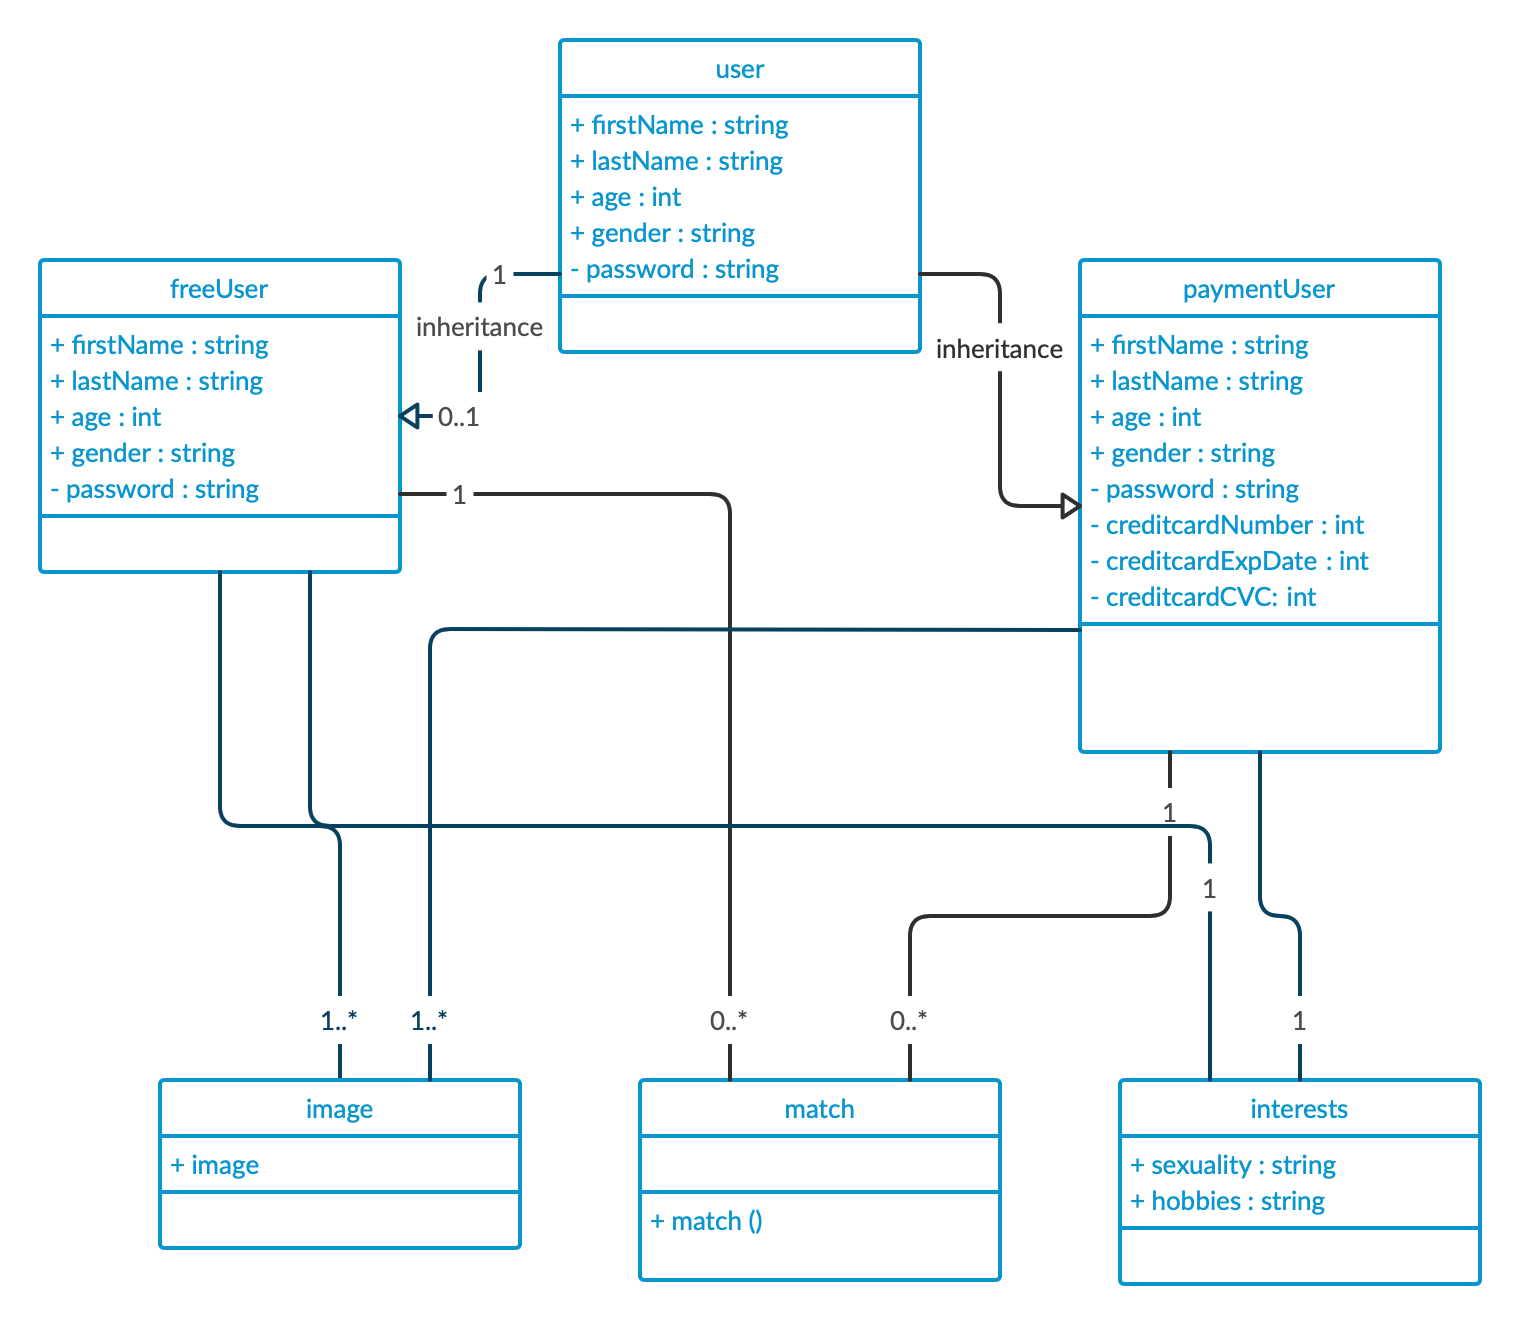 user
+ firstName : string
+ lastName : string
+ age : int
+ gender : string
- password : string
freeUser
+ firstName : string
+ lastName : string
+ age : int
+ gender : string
- password : string
1
inheritance
0..1
inheritance
paymentUser
+ firstName : string
+ lastName : string
+ age : int
+ gender : string
- password : string
- creditcardNumber : int
- creditcardExpDate : int
- creditcardCVC: int
1
1
1
1..*
1..*
0..*
0..*
1
image
+ image
match
+ match ()
interests
+ sexuality : string
+ hobbies : string